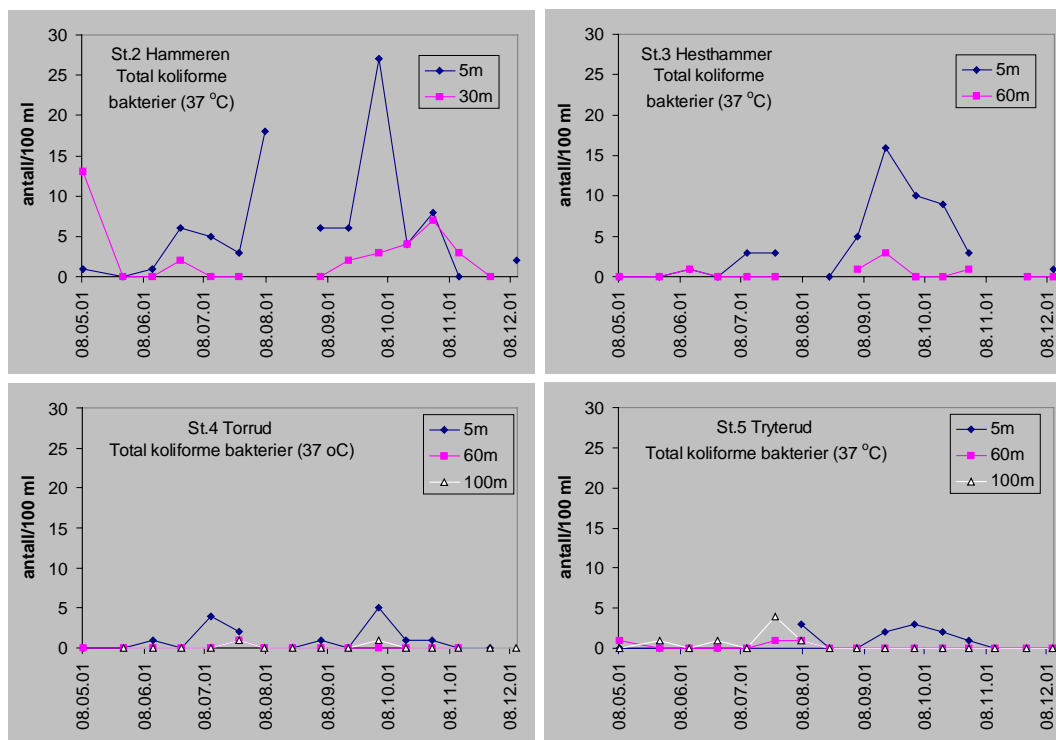 St.2 Hammeren
Total koliforme
bakterier (37 °C)
5m
30m
antall/100 ml
30
25
20
15
10
5
0
08.05.01
08.06.01
08.07.01
08.08.01
08.09.01
08.10.01
08.11.01
08.12.01
St.3 Hesthammer
Total koliforme
bakterier (37 °C)
5m
60m
antall/100 ml
30
25
20
15
10
5
0
08.05.01
08.06.01
08.07.01
08.08.01
08.09.01
08.10.01
08.11.01
08.12.01
St.4 Torrud
Total koliforme bakterier (37 oC)
5m
60m
100m
antall/100 ml
30
25
20
15
10
5
0
08.05.01
08.06.01
08.07.01
08.08.01
08.09.01
08.10.01
08.11.01
08.12.01
St.5 Tryterud
Total koliforme bakterier (37 °C)
5m
60m
100m
antall/100 ml
30
25
20
15
10
5
0
08.05.01
08.06.01
08.07.01
08.08.01
08.09.01
08.10.01
08.11.01
08.12.01